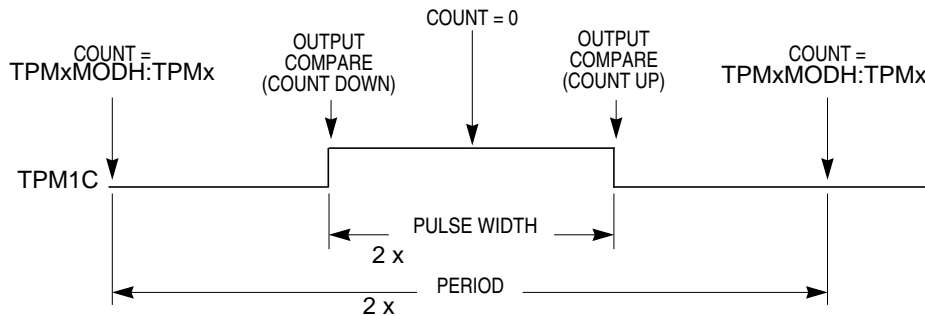 COUNT = 0
COUNT =
TPMxMODH:TPMx
OUTPUT
COMPARE
(COUNT DOWN)
OUTPUT
COMPARE
(COUNT UP)
COUNT =
TPMxMODH:TPMx
TPM1C
PULSE WIDTH
2 x
PERIOD
2 x